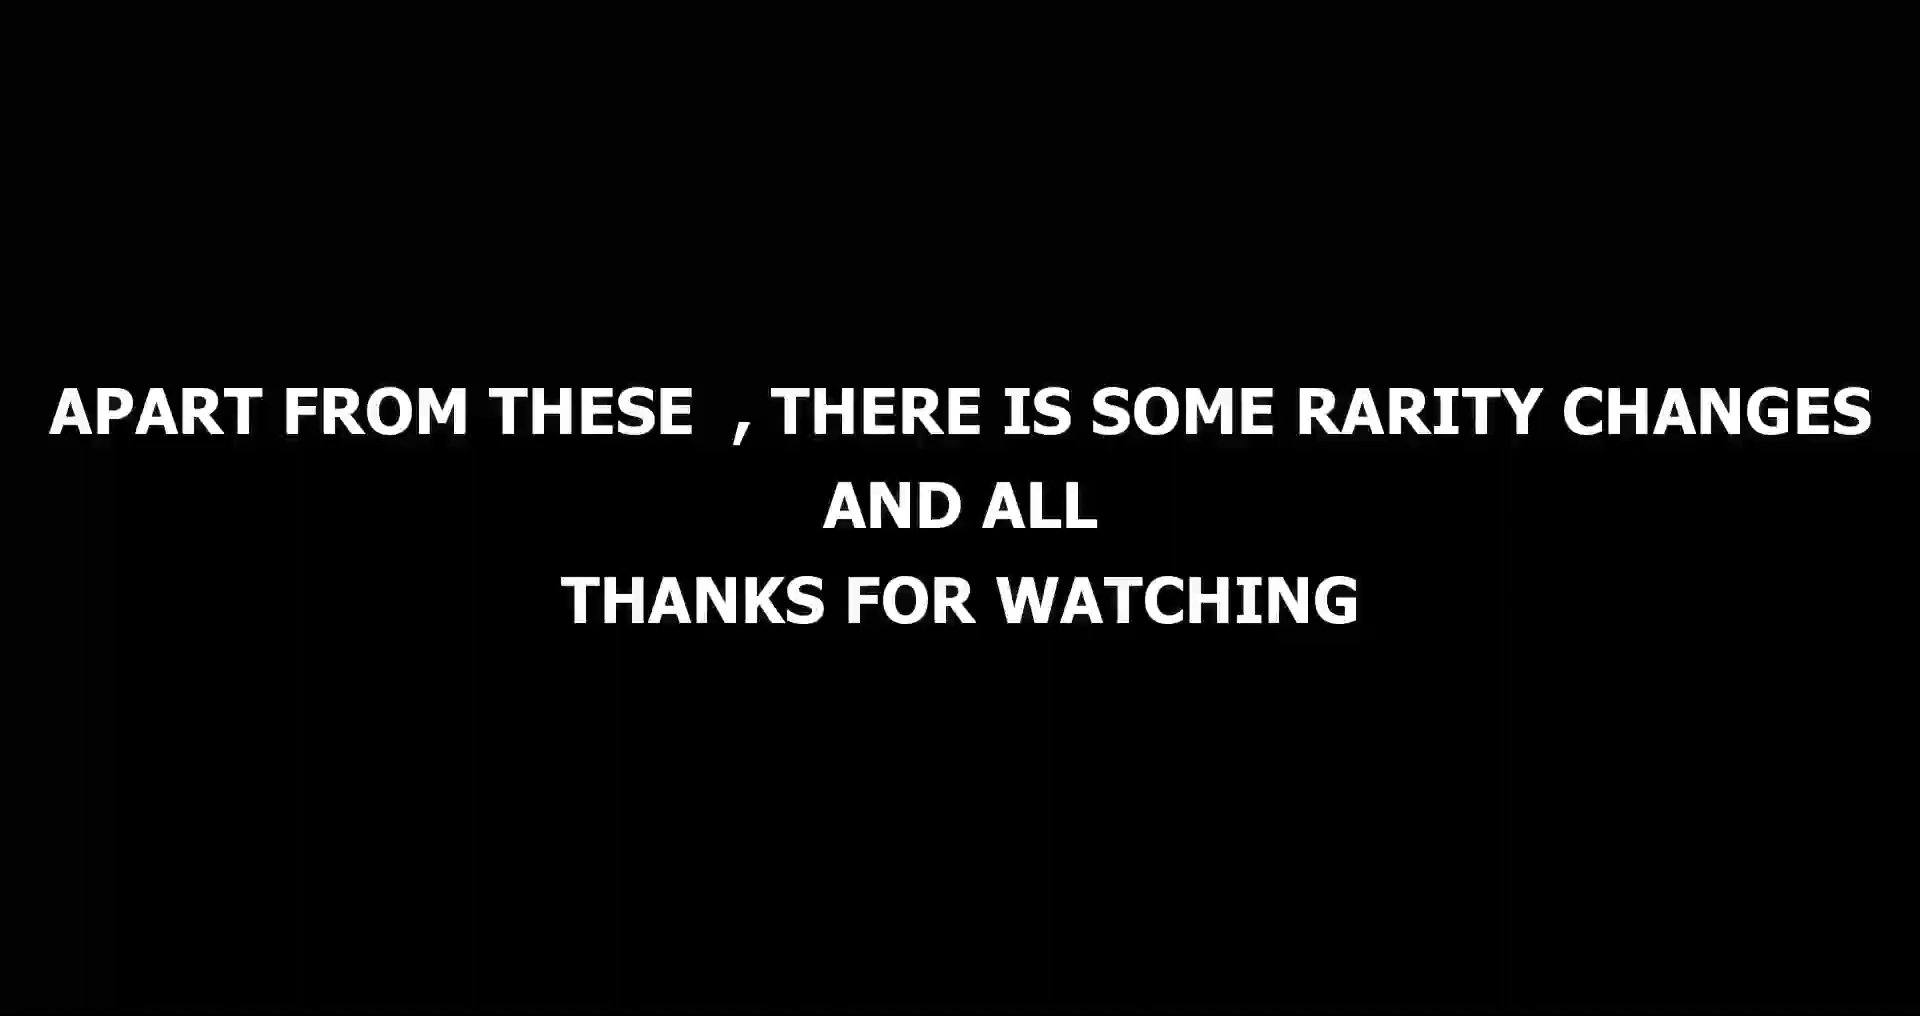 APART FROM THESE  , THERE IS SOME RARITY CHANGES
AND ALL
THANKS FOR WATCHING